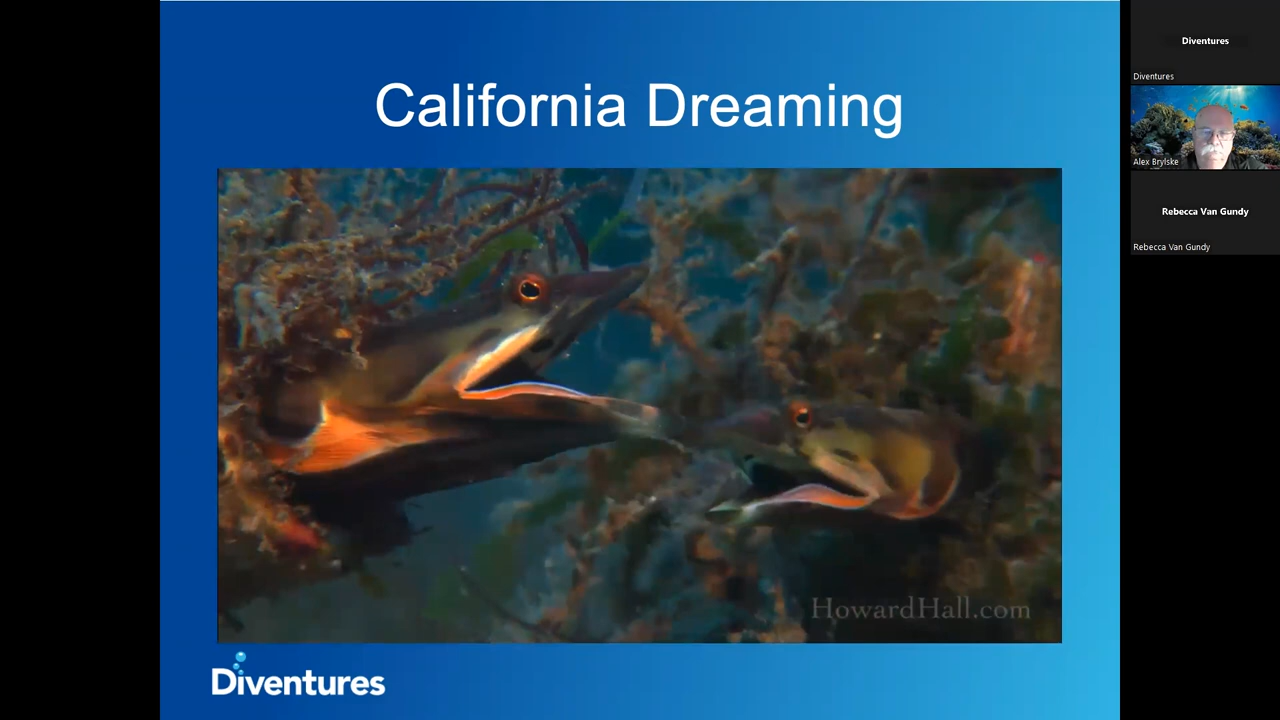 California Dreaming
HowardHall.com
Diventures
Diventures
Diventures
Alex Brylske
Rebecca Van Gundy
Rebecca Van Gundy